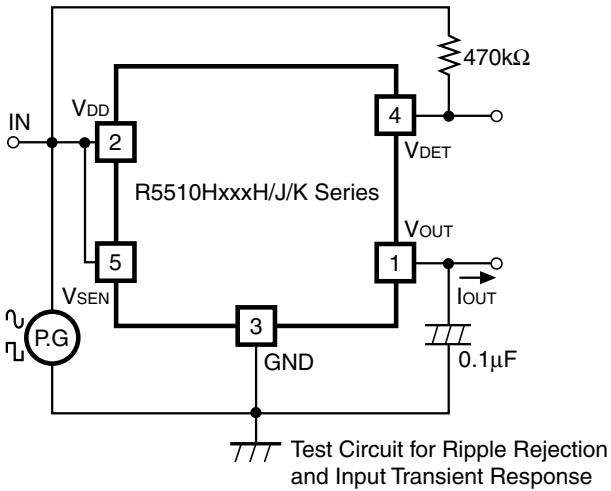 470kΩ
VDD
4
IN
2
VDET
R5510HxxxH/J/K Series
VOUT
5
1
VSEN
IOUT
3
P.G
GND
0.1µF
Test Circuit for Ripple Rejection
and Input Transient Response